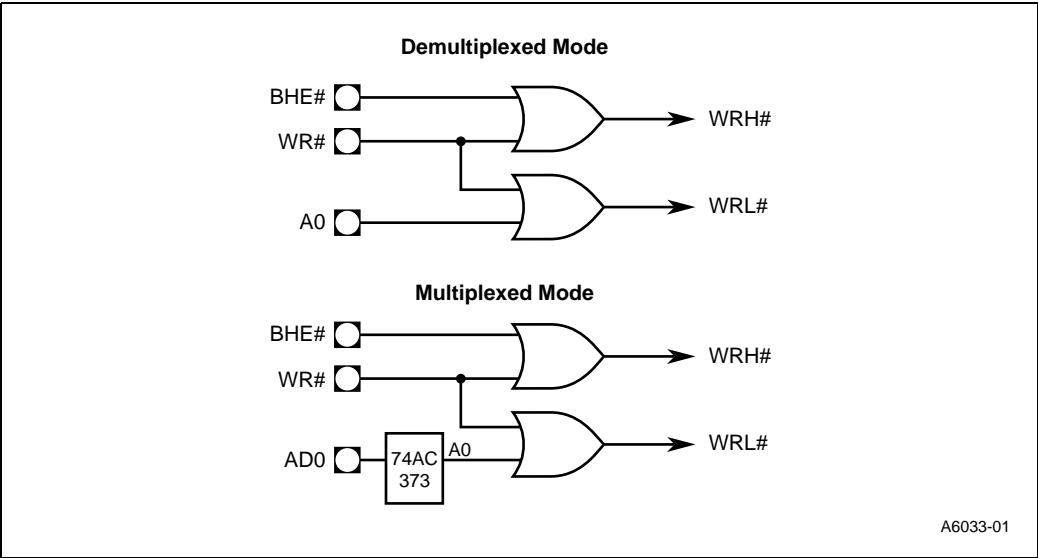 Demultiplexed Mode
BHE#
WRH#
WR#
WRL#
A0
Multiplexed Mode
BHE#
WRH#
WR#
WRL#
AD0
74AC
373
A0
A6033-01